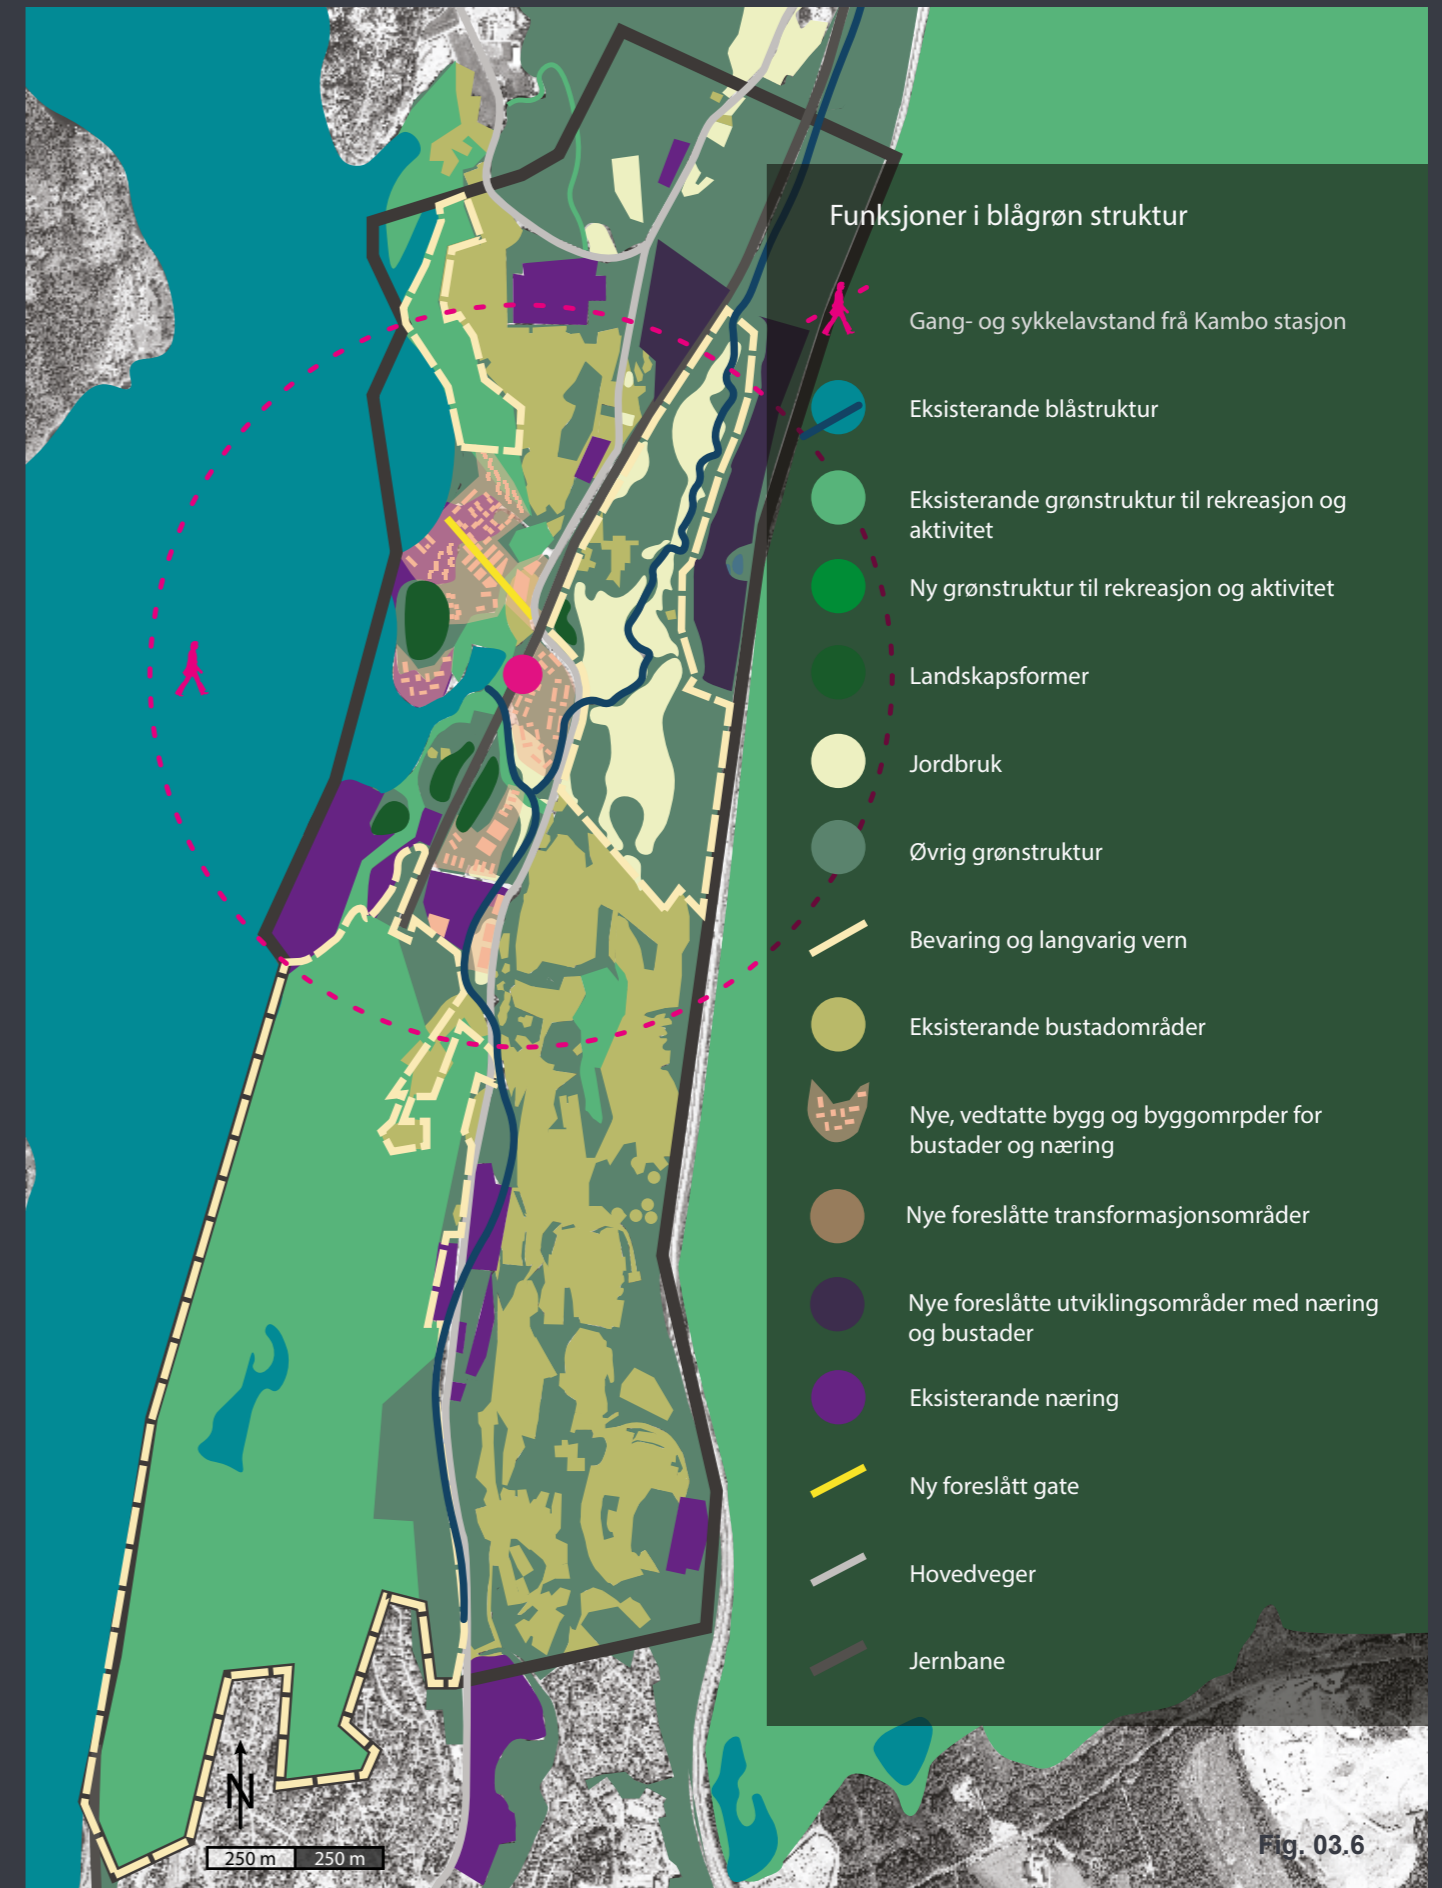 Funksjoner i blågrøn struktur
Gang- og sykkelavstand frå Kambo stasjon
Eksisterande blåstruktur
Eksisterande grønstruktur til rekreasjon og
aktivitet
Ny grønstruktur til rekreasjon og aktivitet
Landskapsformer
Jordbruk
Øvrig grønstruktur
Bevaring og langvarig vern
Eksisterande bustadområder
Nye, vedtatte bygg og byggomrpder for
bustader og næring
Nye foreslåtte transformasjonsområder
Nye foreslåtte utviklingsområder med næring
og bustader
Eksisterande næring
Ny foreslått gate
Hovedveger
Jernbane
N
250 m 250 m
Fig. 03.6